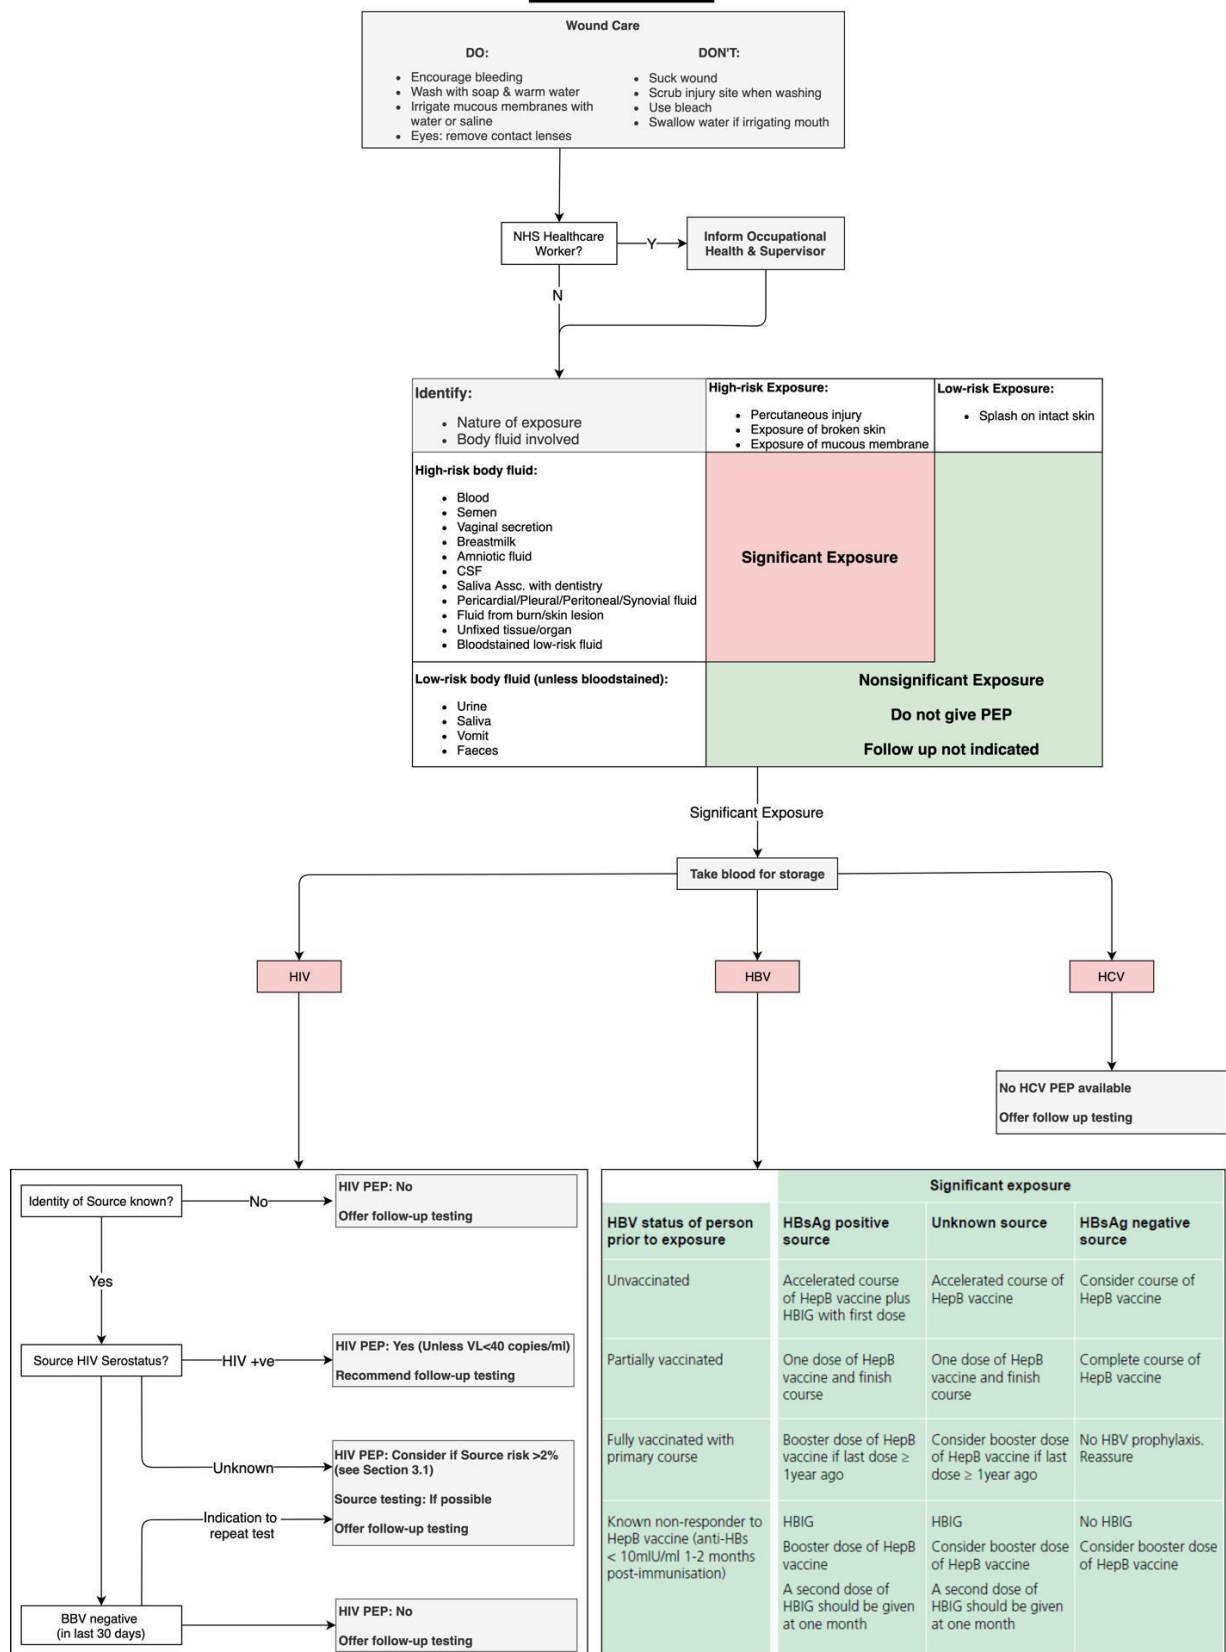 Wound Care
DO:
Encourage bleeding
Wash with soap & warm water
Irrigate mucous membranes with
water or saline
Eyes: remove contact lenses
DON'T:
Suck wound
Scrub injury site when washing
Use bleach
Swallow water if irrigating mouth
NHS Healthcare
Worker?
Y
Inform Occupational
Health & Supervisor
N
Identify:
Nature of exposure
Body fluid involved
High-risk Exposure:
Percutaneous injury
Exposure of broken skin
Exposure of mucous membrane
Low-risk Exposure:
Splash on intact skin
High-risk body fluid:
Blood
Semen
Vaginal secretion
Breastmilk
Amniotic fluid
CSF
Saliva Assc. with dentistry
Pericardial/Pleural/Peritoneal/Synovial fluid
Fluid from burn/skin lesion
Unfixed tissue/organ
Bloodstained low-risk fluid
Significant Exposure
Low-risk body fluid (unless bloodstained):
Urine
Saliva
Vomit
Faeces
Nonsignificant Exposure
Do not give PEP
Follow up not indicated
Significant Exposure
Take blood for storage
HIV
HBV
HCV
No HCV PEP available
Offer follow up testing
Identity of Source known?
No
HIV PEP: No
Offer follow-up testing
Yes
Source HIV Serostatus?
HIV +ve
HIV PEP: Yes (Unless VL<40 copies/ml)
Recommend follow-up testing
Unknown
HIV PEP: Consider if Source risk >2%
(see Section 3.1)
Source testing: If possible
Offer follow-up testing
Indication to
repeat test
BBV negative
(in last 30 days)
HIV PEP: No
Offer follow-up testing
Significant exposure
HBV status of person
prior to exposure
HBsAg positive
source
Unknown source
HBsAg negative
source
Unvaccinated
Accelerated course
of HepB vaccine plus
HBIG with first dose
Accelerated course of
HepB vaccine
Consider course of
HepB vaccine
Partially vaccinated
One dose of HepB
vaccine and finish
course
One dose of HepB
vaccine and finish
course
Complete course of
HepB vaccine
Fully vaccinated with
primary course
Booster dose of HepB
vaccine if last dose ≥
1year ago
Consider booster dose
of HepB vaccine if last
dose ≥ 1year ago
No HBV prophylaxis.
Reassure
Known non-responder to
HepB vaccine (anti-HBs
< 10mIU/ml 1-2 months
post-immunisation)
HBIG
Booster dose of HepB
vaccine
A second dose of
HBIG should be given
at one month
HBIG
Consider booster dose
of HepB vaccine
A second dose of
HBIG should be given
at one month
No HBIG
Consider booster dose
of HepB vaccine